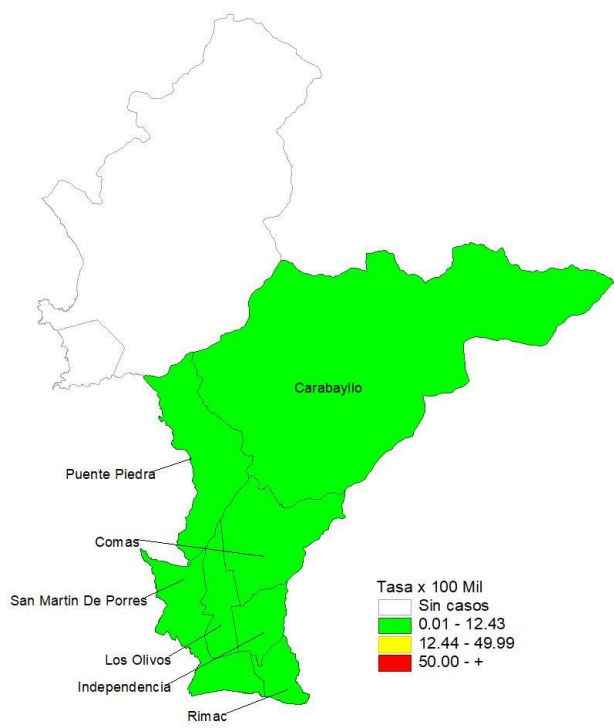 Carabayllo
Puente Piedra
Comas
San Martin De Porres
Los Olivos
Independencia
Rimac
Tasa x 100 Mil
Sin casos
0.01 - 12.43
12.44 - 49.99
50.00 - +